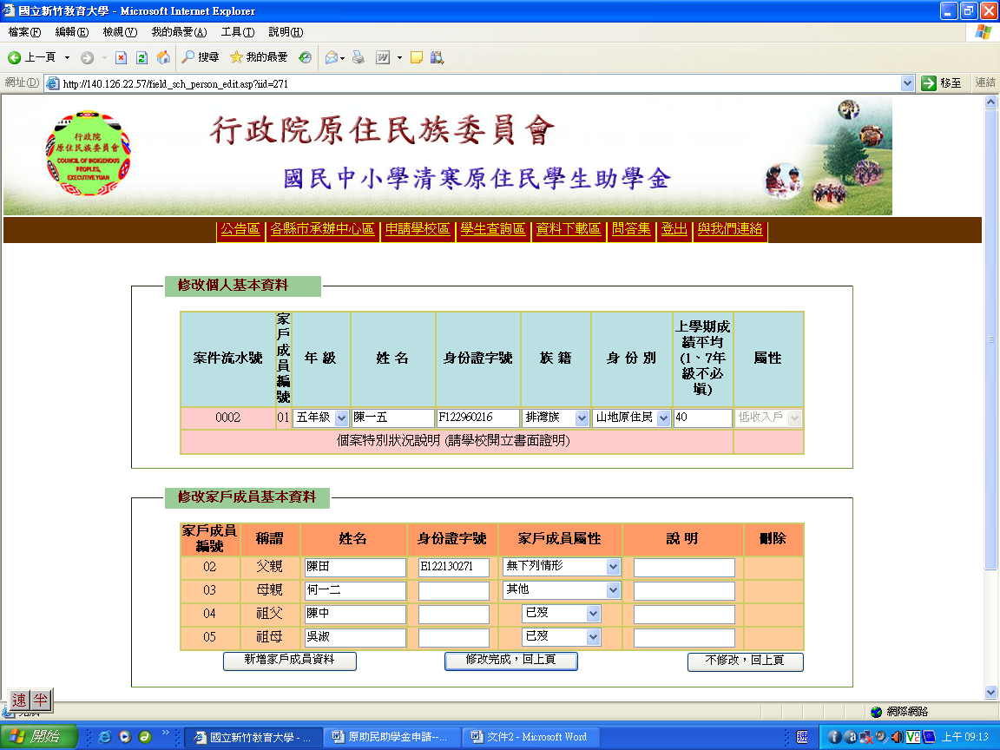 國立新竹教育大學 - Microsoft Internet Explorer
檔案(F) 編輯(E) 檢視(V) 我的最愛(A) 工具(T) 說明(H)
上一頁 搜尋 我的最愛
網址(D) http://140.126.22.57/field_sch_person_edit.asp?iid=271 移至 連結
行政院
原住民族委員會
COUNCIL OF INDIGENOUS
PEOPLES,
EXECUTIVE YUAN
行政院原住民族委員會
國民中小學清寒原住民學生助學金
公告區 各縣市承辦中心區 申請學校區 學生查詢區 資料下載區 問答集 登出 與我們連絡
修改個人基本資料
案件流水號 家戶成員編號 年 級 姓 名 身份證字號 族 籍 身 份 別 上學期成績平均(1、7年級不必填) 屬性
0002 01 五年級 陳一五 F122960216 排灣族 山地原住民 40 低收入戶
個案特別狀況說明 (請學校開立書面證明)
修改家戶成員基本資料
家戶成員編號 稱謂 姓名 身份證字號 家戶成員屬性 說 明 刪除
02 父親 陳田 E122130271 無下列情形
03 母親 何一二 其他
04 祖父 陳中 已歿
05 祖母 吳淑 已歿
新增家戶成員資料 修改完成，回上頁 不修改，回上頁
速 半
網際網路
開始 國立新竹教育大學 - ... 原助民助學金申請--... 文件2 - Microsoft Word 上午 09:13